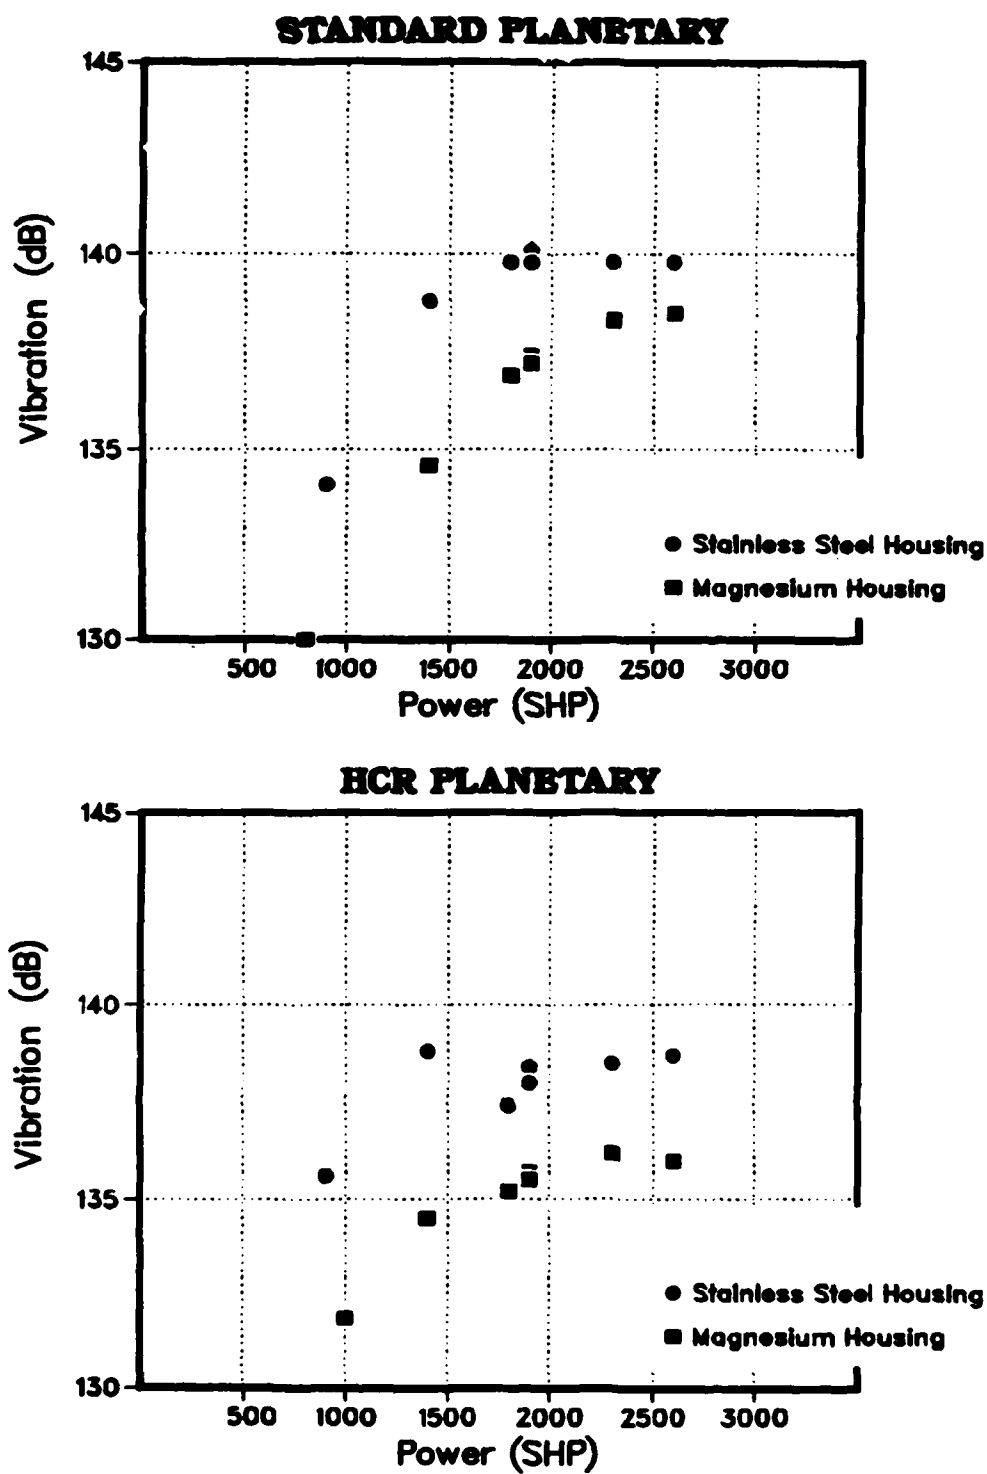 STANDARD PLANETARY
145
140
135
130
Vibration (dB)
● Stainless Steel Housing
■ Magnesium Housing
500 1000 1500 2000 2500 3000
Power (SHP)
HCR PLANETARY
145
140
135
130
Vibration (dB)
● Stainless Steel Housing
■ Magnesium Housing
500 1000 1500 2000 2500 3000
Power (SHP)